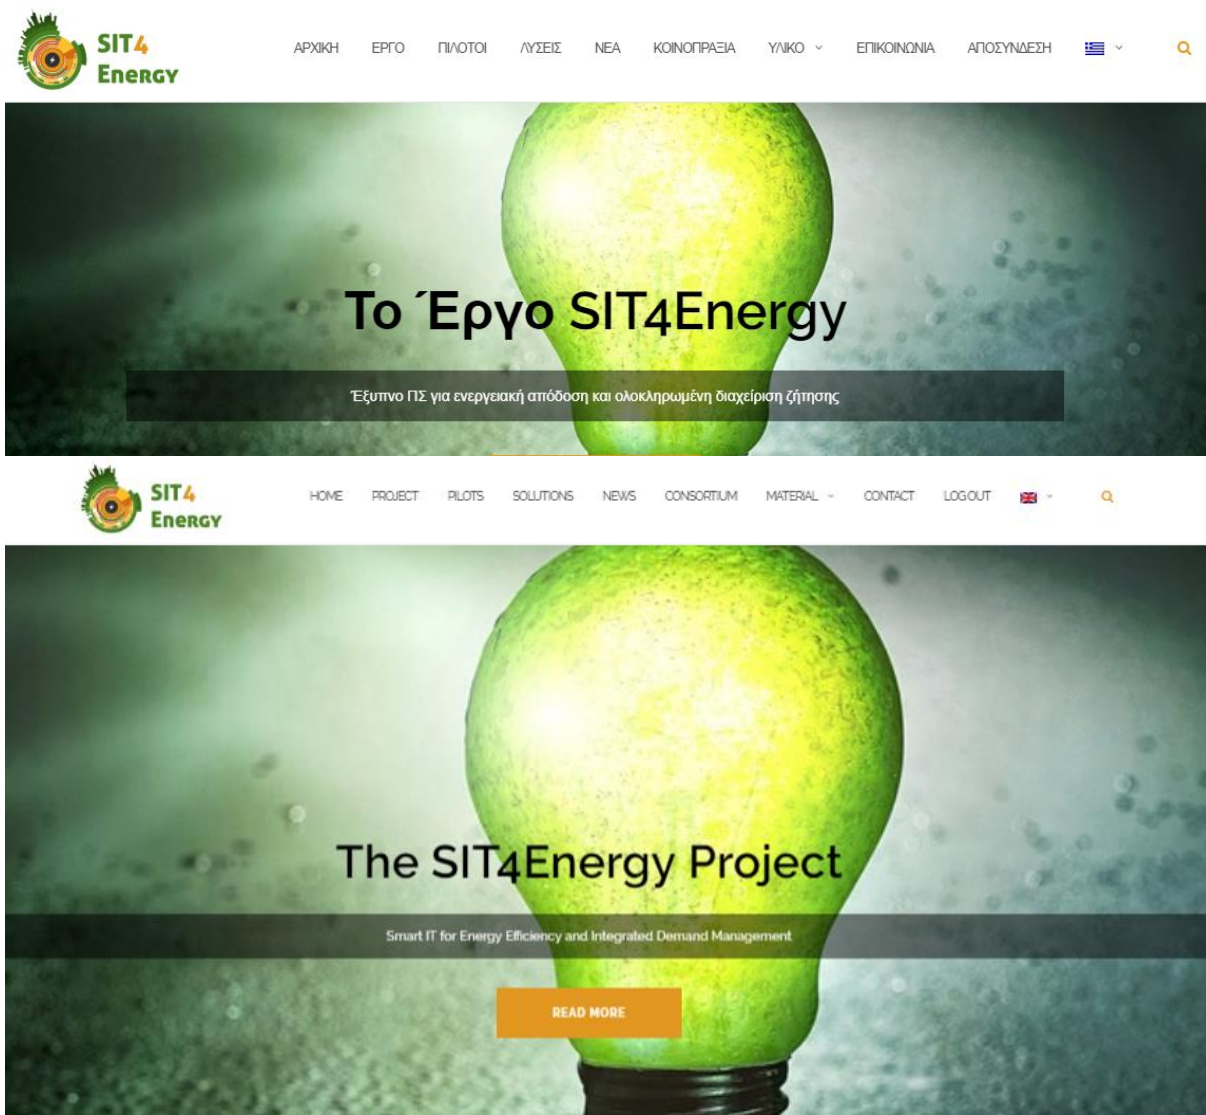 SIT4
Energy
ΑΡΧΙΚΗ ΕΡΓΟ ΠΙΛΟΤΟΙ ΛΥΣΕΙΣ ΝΕΑ ΚΟΙΝΟΠΡΑΞΙΑ ΥΛΙΚΟ ΕΠΙΚΟΙΝΩΝΙΑ ΑΠΟΣΥΝΔΕΣΗ
Το Έργο SIT4Energy
Έξυπνο ΠΣ για ενεργειακή απόδοση και ολοκληρωμένη διαχείριση ζήτησης
SIT4
Energy
HOME PROJECT PILOTS SOLUTIONS NEWS CONSORTIUM MATERIAL CONTACT LOG OUT
The SIT4Energy Project
Smart IT for Energy Efficiency and Integrated Demand Management
READ MORE